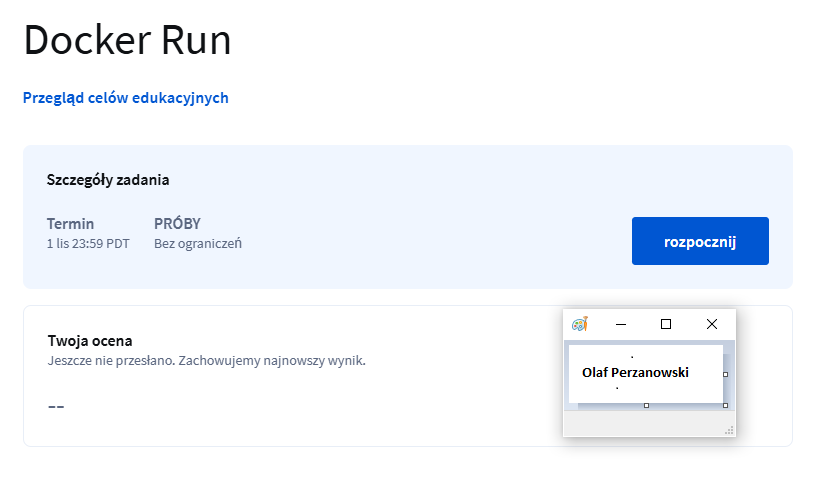 Docker Run
Przegląd celów edukacyjnych
Szczegóły zadania
Termin PRÓBY
1 lis 23:59 PDT Bez ograniczeń
rozpocznij
Twoja ocena
Jeszcze nie przesłano. Zachowujemy najnowszy wynik.
--
Olaf Perzanowski